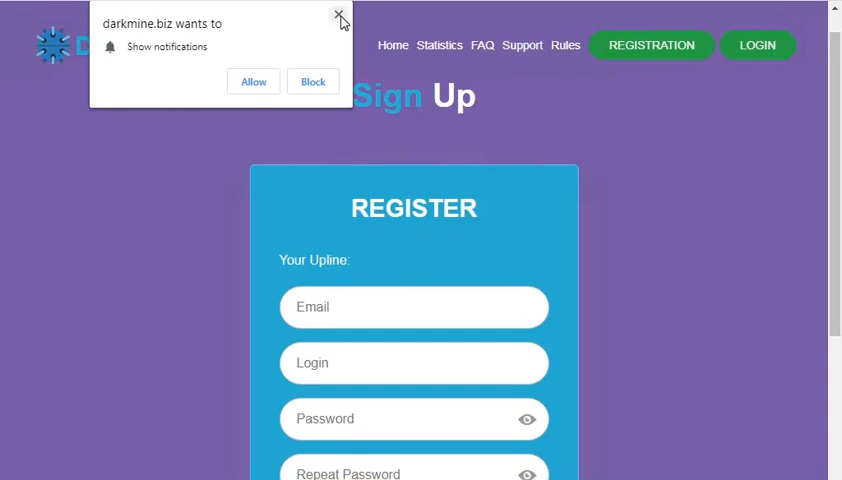 darkmine.biz wants to
Show notifications
Allow Block
D
Home Statistics FAQ Support Rules REGISTRATION LOGIN
Sign Up
REGISTER
Your Upline:
Email
Login
Password
Repeat Password